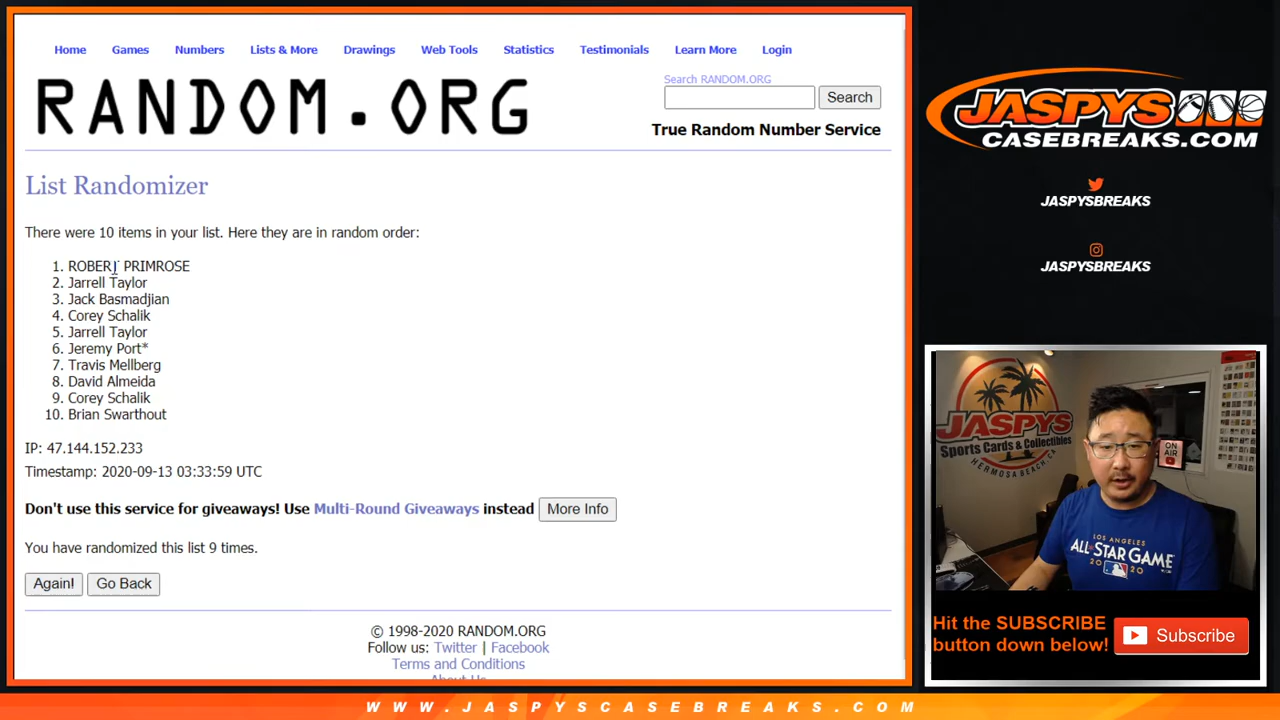 Home Games Numbers Lists & More Drawings Web Tools Statistics Testimonials Learn More Login
RANDOM.ORG
Search RANDOM.ORG
Search
True Random Number Service
List Randomizer
There were 10 items in your list. Here they are in random order:
1. ROBERT PRIMROSE
2. Jarrell Taylor
3. Jack Basmadjian
4. Corey Schalik
5. Jarrell Taylor
6. Jeremy Port*
7. Travis Mellberg
8. David Almeida
9. Corey Schalik
10. Brian Swarthout
IP: 47.144.152.233
Timestamp: 2020-09-13 03:33:59 UTC
Don't use this service for giveaways! Use Multi-Round Giveaways instead More Info
You have randomized this list 9 times.
Again! Go Back
© 1998-2020 RANDOM.ORG
Follow us: Twitter | Facebook
Terms and Conditions
About Us
JASPYS
CASEBREAKS.COM
JASPYSBREAKS
JASPYSBREAKS
JASPYS
Sports Cards & Collectibles
HERMOSA BEACH, CA
ON
AIR
LOS ANGELES
ALL STAR GAME
2020
Hit the SUBSCRIBE
button down below!
Subscribe
WWW.JASPYSCASEBREAKS.COM